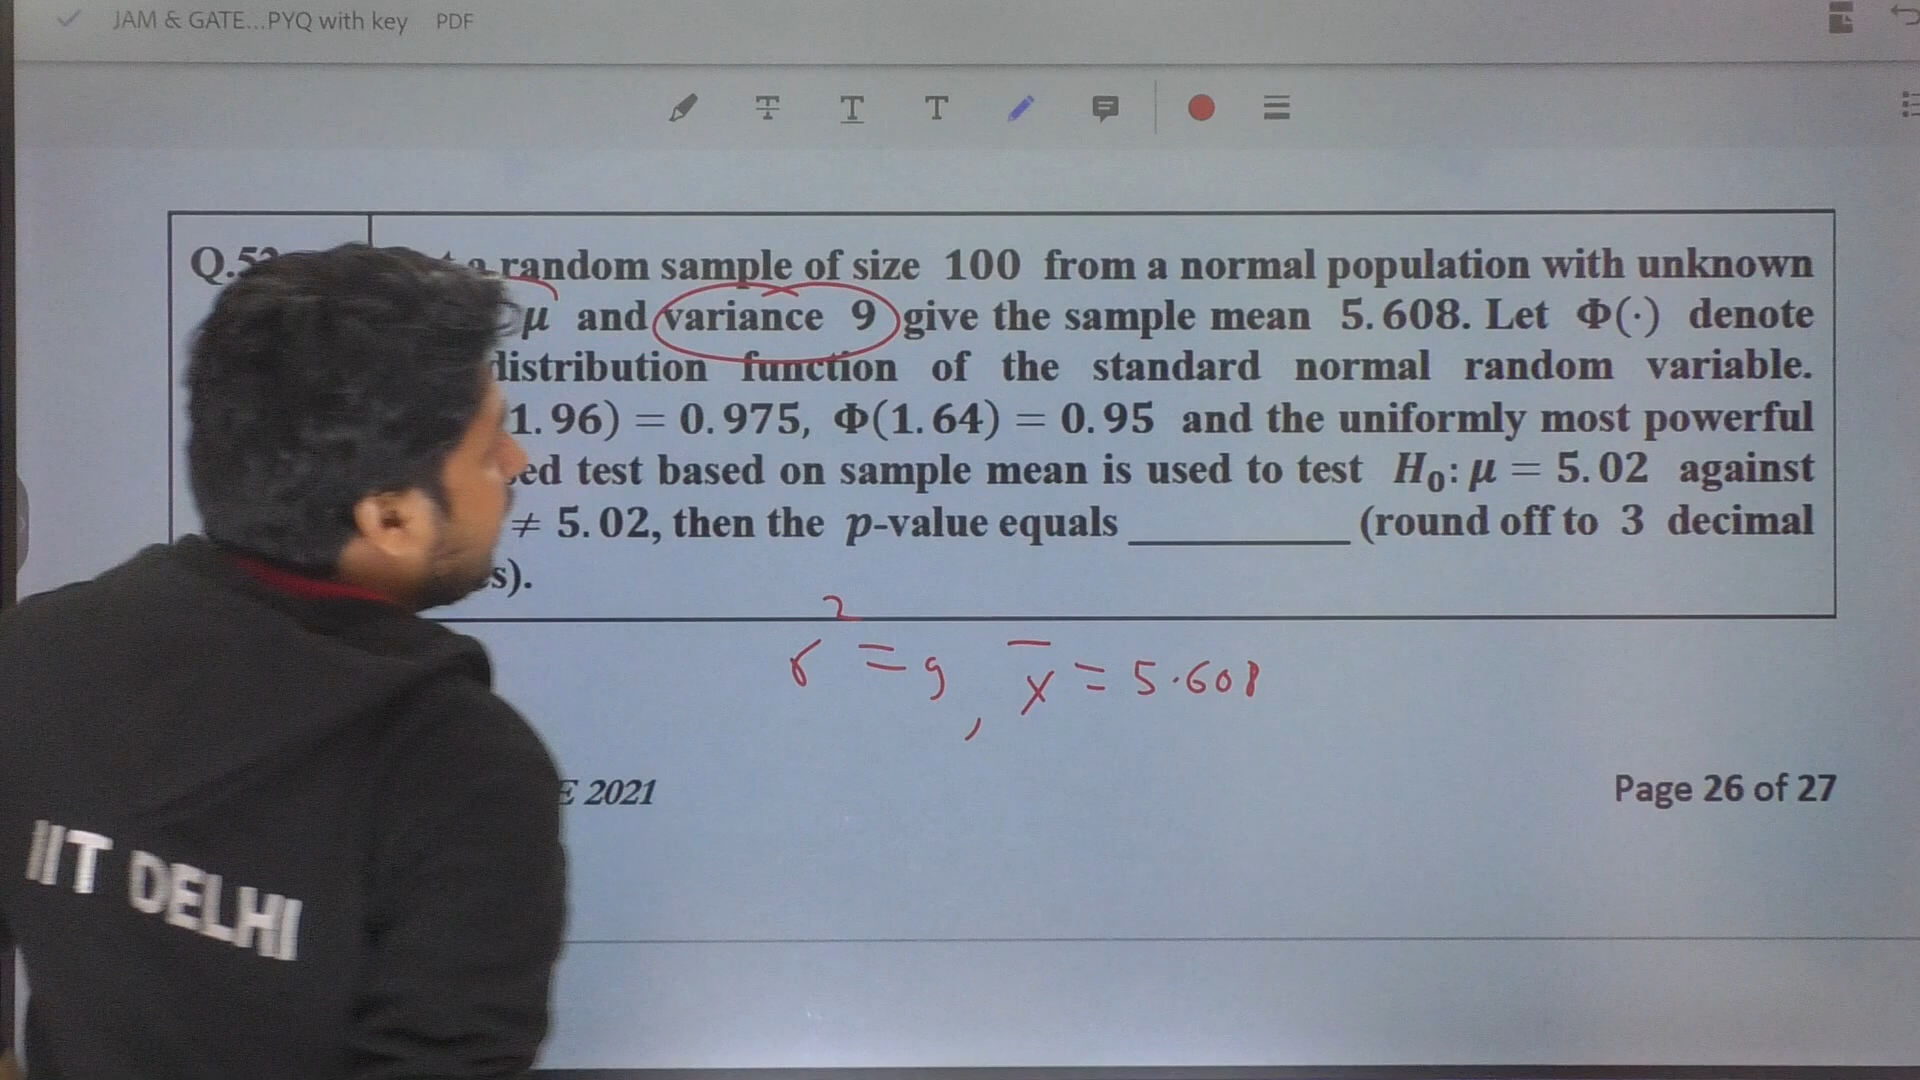 JAM & GATE...PYQ with key PDF
random sample of size 100 from a normal population with unknown
μ and variance 9 give the sample mean 5.608. Let Φ(·) denote
distribution function of the standard normal random variable.
1.96) = 0.975, Φ(1.64) = 0.95 and the uniformly most powerful
ed test based on sample mean is used to test H₀: μ = 5.02 against
≠ 5.02, then the p-value equals __________ (round off to 3 decimal
s).
σ² = 9, x̄ = 5.608
E 2021
Page 26 of 27
IIT DELHI